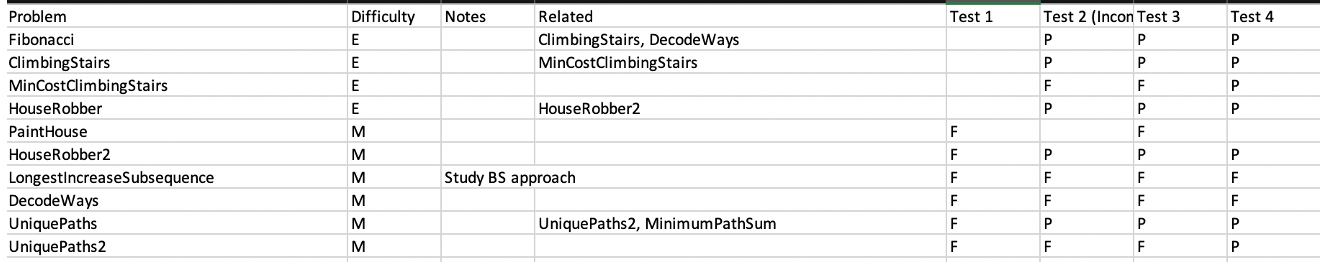 Problem Difficulty Notes Related Test 1 Test 2 (Incon Test 3 Test 4
Fibonacci E ClimbingStairs, DecodeWays P P P
ClimbingStairs E MinCostClimbingStairs P P P
MinCostClimbingStairs E F F P
HouseRobber E HouseRobber2 P P P
PaintHouse M F F
HouseRobber2 M F P P P
LongestIncreaseSubsequence M Study BS approach F F F F
DecodeWays M F F F F
UniquePaths M UniquePaths2, MinimumPathSum F P P P
UniquePaths2 M F F F P